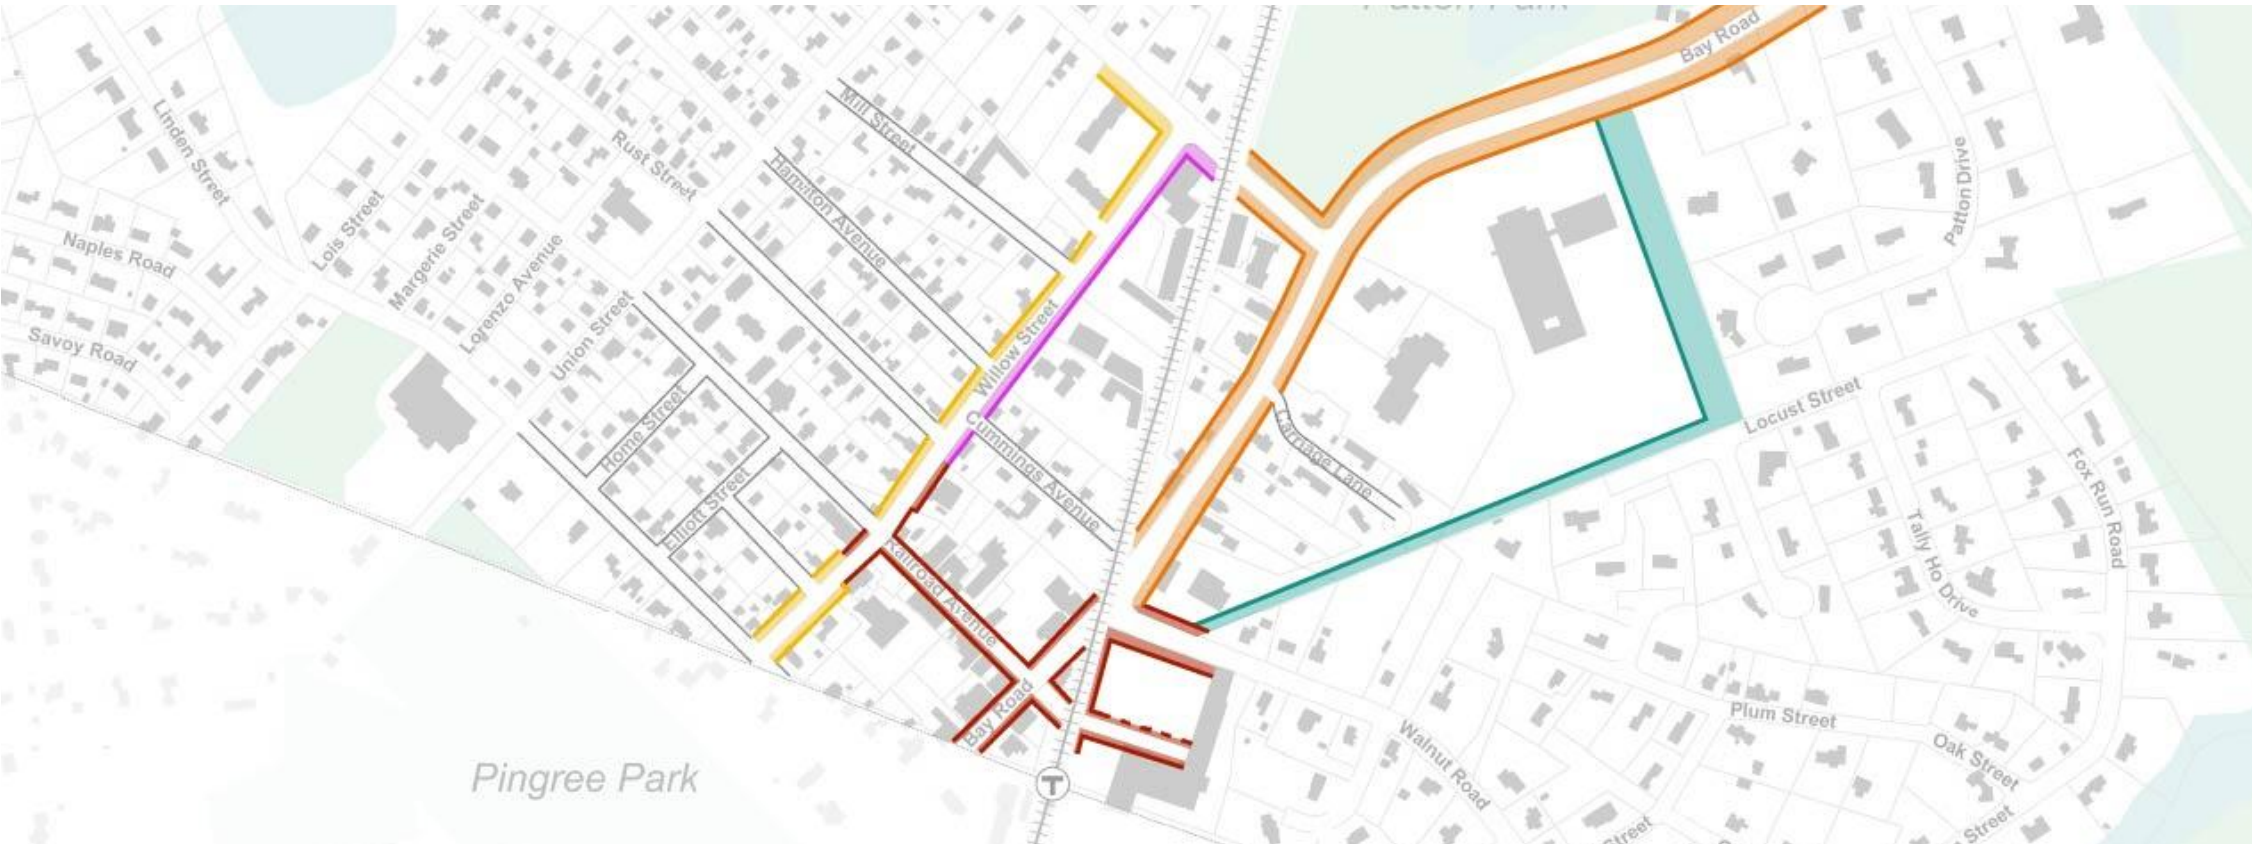 Patton Park
Bay Road
Mill Street
Linden Street
Rust Street
Hamilton Avenue
Patton Drive
Lois Street
Margerie Street
Naples Road
Lorenzo Avenue
Union Street
Savoy Road
Willow Street
Home Street
Cummings Avenue
Carriage Lane
Locust Street
Elliott Street
Fox Run Road
Tally Ho Drive
Railroad Avenue
Bay Road
Plum Street
Walnut Road
Oak Street
Pingree Park
T
Street
Street